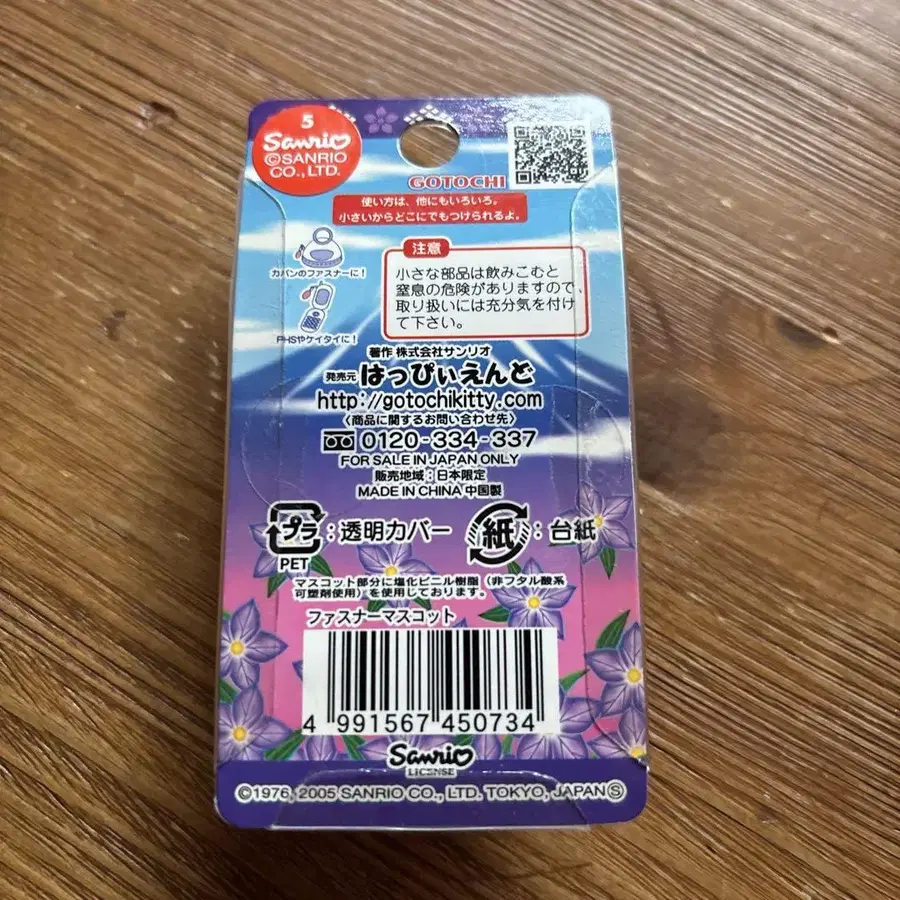 5
Sanrio
©SANRIO
CO.,LTD.
GOTOCHI
使い方は、他にもいろいろ。
小さいからどこにでもつけられるよ。
カバンのファスナーに!
PHSやケイタイに!
注意
小さな部品は飲みこむと
窒息の危険がありますので、
取り扱いには充分気を付け
て下さい。
著作 株式会社サンリオ
発売元 はっぴぃえんど
http://gotochikitty.com
〈商品に関するお問い合わせ先〉
0120-334-337
FOR SALE IN JAPAN ONLY
販売地域:日本限定
MADE IN CHINA 中国製
プラ:透明カバー
PET
紙:台紙
マスコット部分に塩化ビニル樹脂(非フタル酸系
可塑剤使用)を使用しております。
ファスナーマスコット
4 991567 450734
Sanrio
LICENSE
©1976, 2005 SANRIO CO., LTD. TOKYO, JAPAN Ⓢ